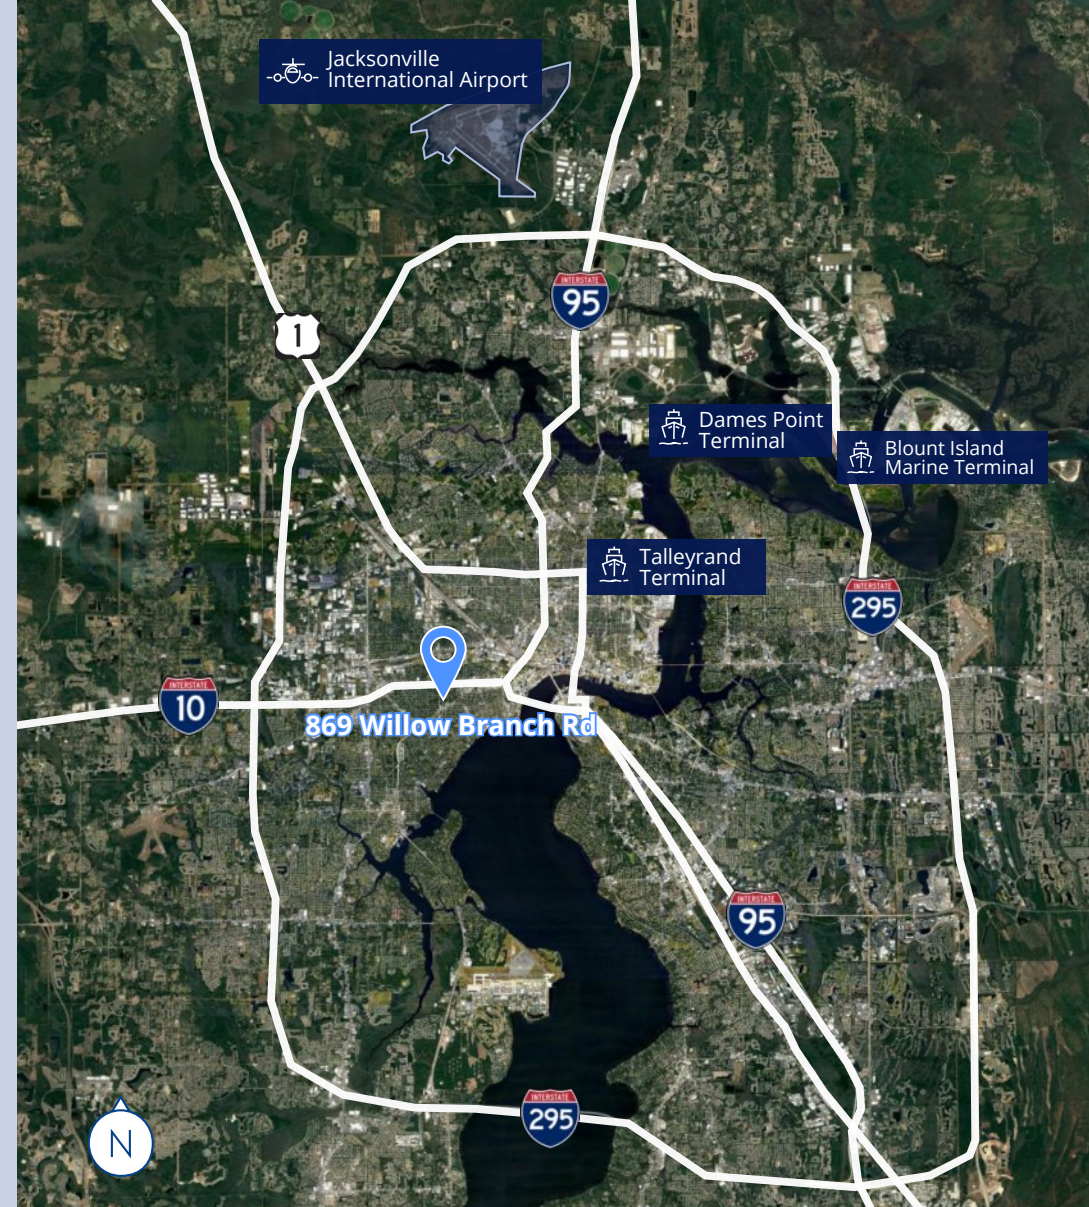 Jacksonville
International Airport
INTERSTATE
95
1
Dames Point
Terminal
Blount Island
Marine Terminal
Talleyrand
Terminal
INTERSTATE
295
INTERSTATE
10
869 Willow Branch Rd
INTERSTATE
95
INTERSTATE
295
N